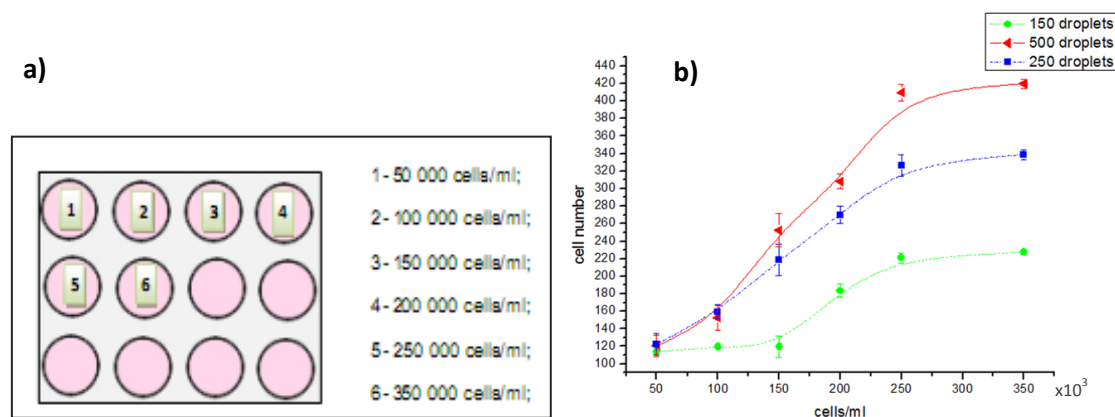 a)
1
2
3
4
5
6
1- 50 000 cells/ml;
2- 100 000 cells/ml;
3- 150 000 cells/ml;
4- 200 000 cells/ml;
5- 250 000 cells/ml;
6- 350 000 cells/ml;
b)
150 droplets
500 droplets
250 droplets
cell number
440
420
400
380
360
340
320
300
280
260
240
220
200
180
160
140
120
100
50 100 150 200 250 300 350 x10³
cells/ml